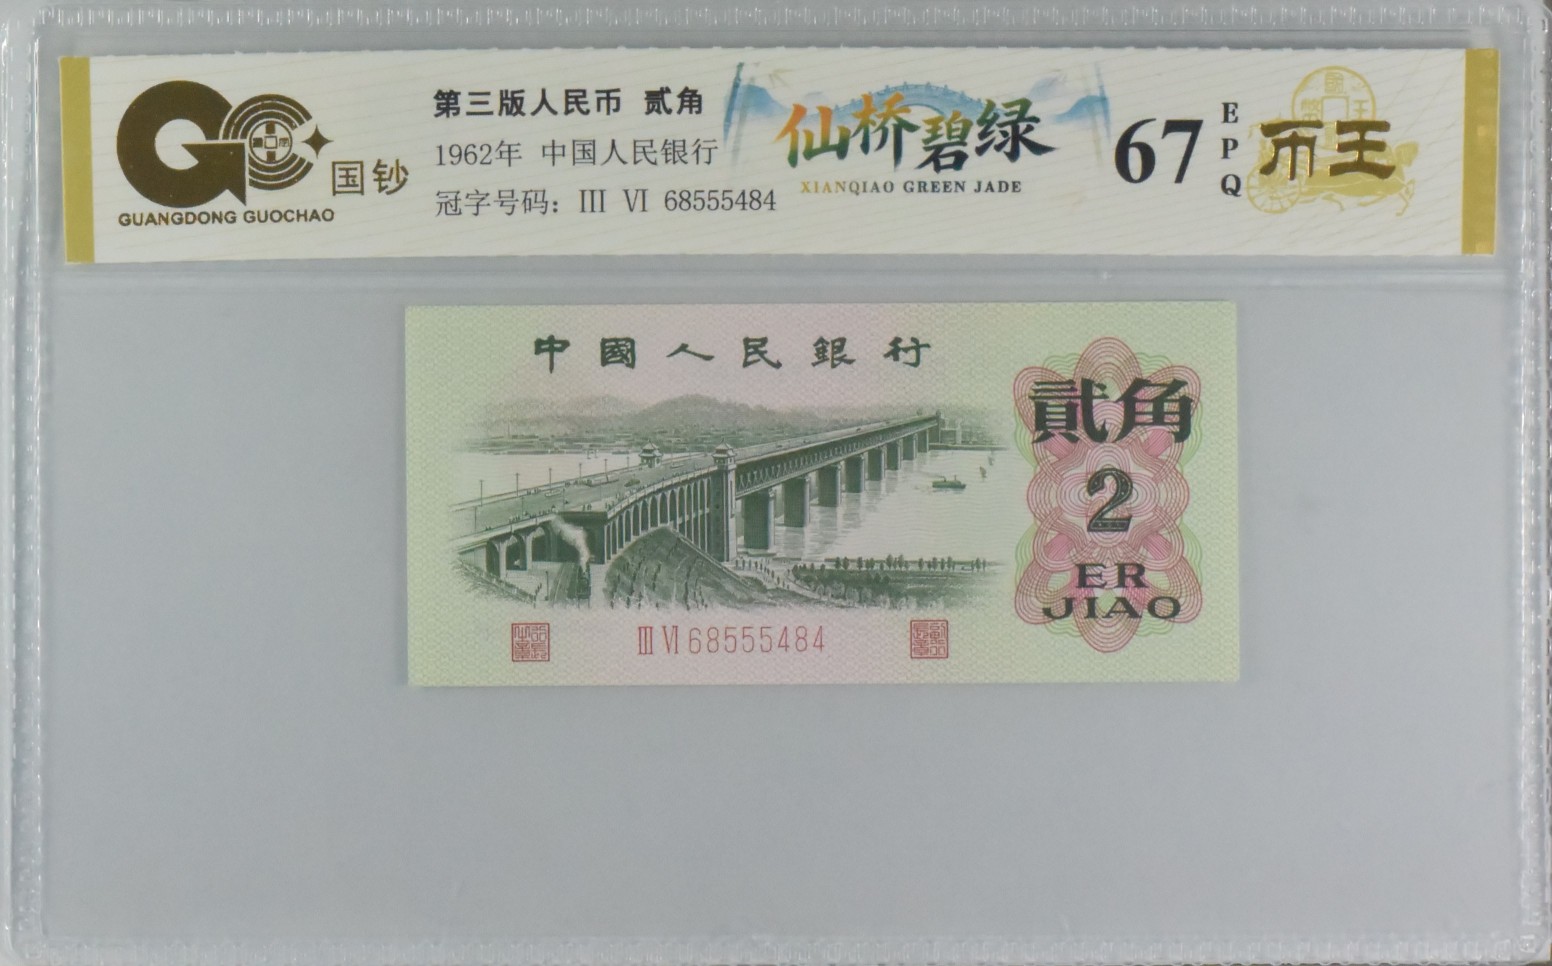 国钞
GUANGDONG GUOCHAO
第三版人民币 贰角
1962年 中国人民银行
冠字号码：III VI 68555484
仙桥碧绿
XIANQIAO GREEN JADE
67
EPQ
币王
中國人民銀行
貳角
2
ER
JIAO
III VI 68555484